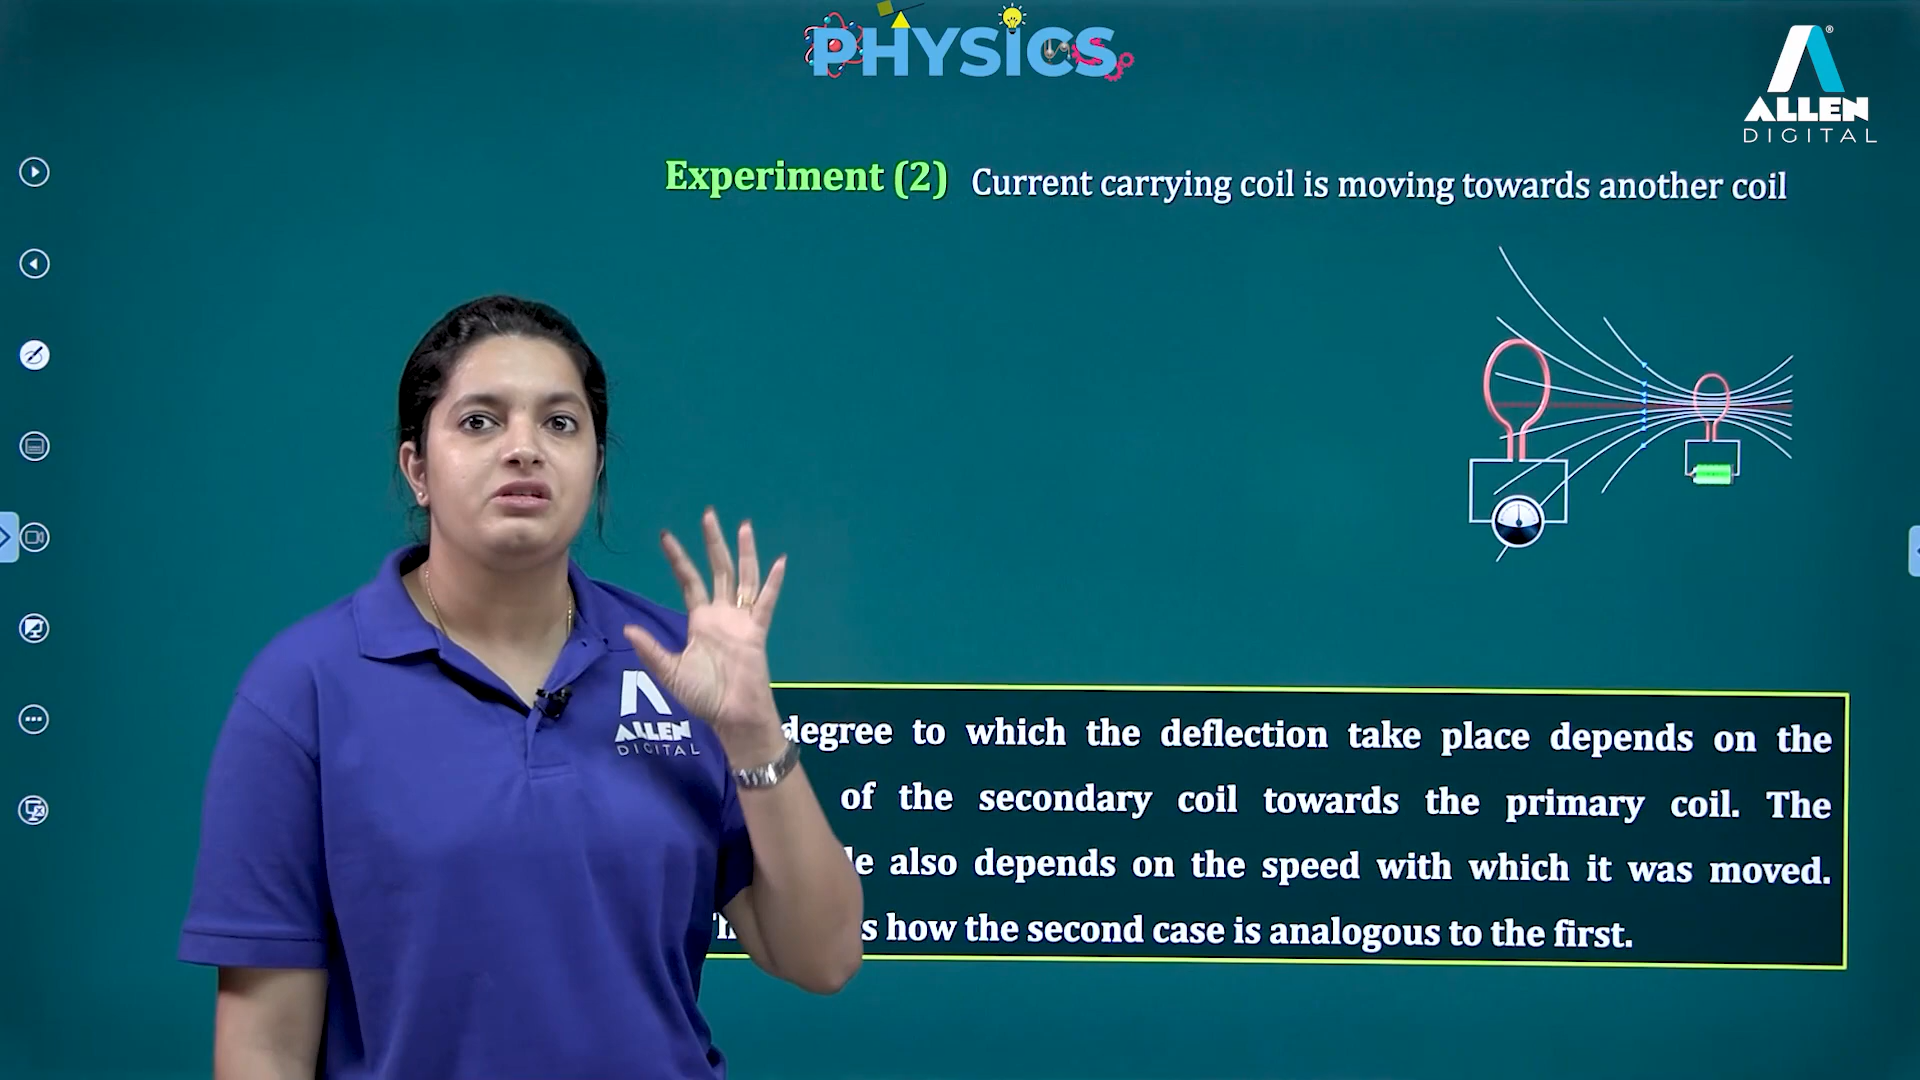 PHYSICS
ALLEN
DIGITAL
Experiment (2) Current carrying coil is moving towards another coil
ALLEN
DIGITAL
degree to which the deflection take place depends on the
of the secondary coil towards the primary coil. The
also depends on the speed with which it was moved.
how the second case is analogous to the first.